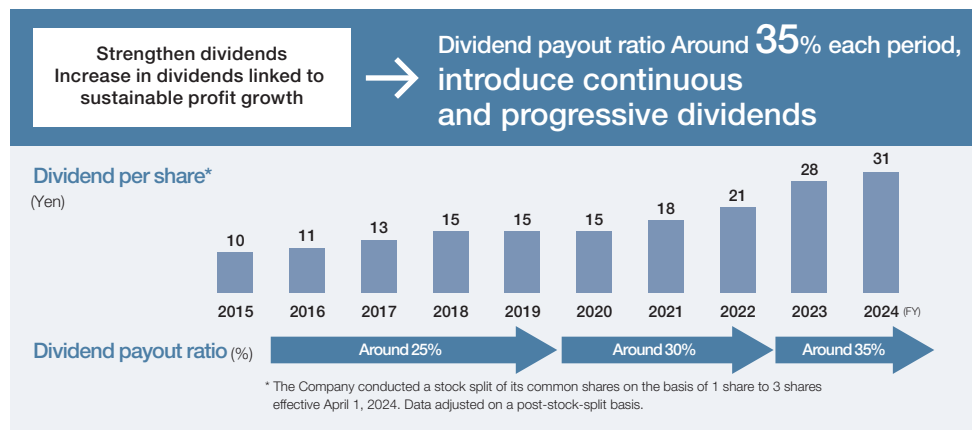 Strengthen dividends
Increase in dividends linked to
sustainable profit growth
Dividend payout ratio Around 35% each period,
introduce continuous
and progressive dividends
Dividend per share*
(Yen)
10 11 13 15 15 15 18 21 28 31
2015 2016 2017 2018 2019 2020 2021 2022 2023 2024 (FY)
Dividend payout ratio (%) Around 25% Around 30% Around 35%
* The Company conducted a stock split of its common shares on the basis of 1 share to 3 shares
effective April 1, 2024. Data adjusted on a post-stock-split basis.